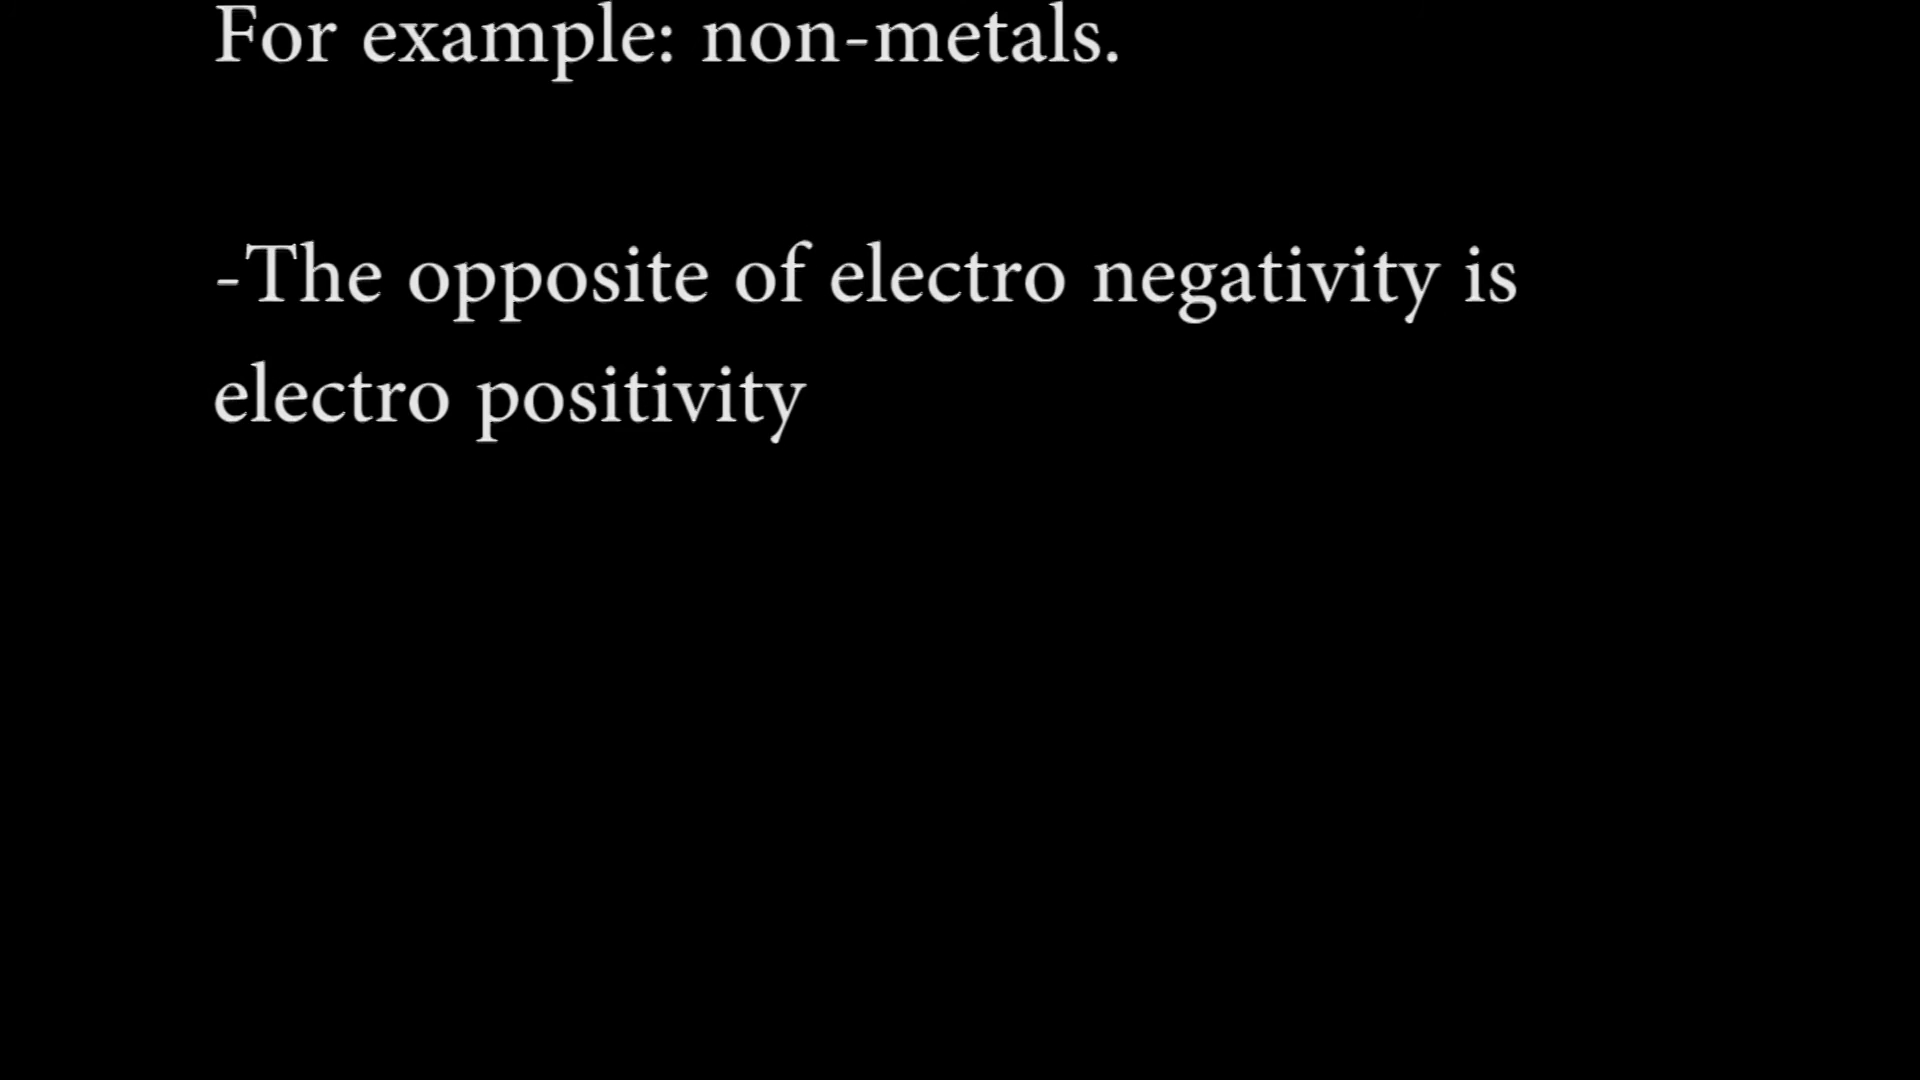 For example: non-metals.
-The opposite of electro negativity is
electro positivity